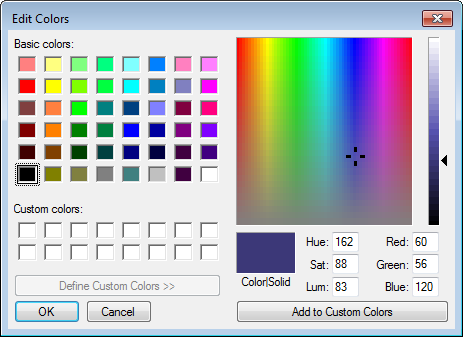 Edit Colors
Basic colors:
Custom colors:
Define Custom Colors >>
OK
Cancel
Color|Solid
Hue: 162
Sat: 88
Lum: 83
Red: 60
Green: 56
Blue: 120
Add to Custom Colors